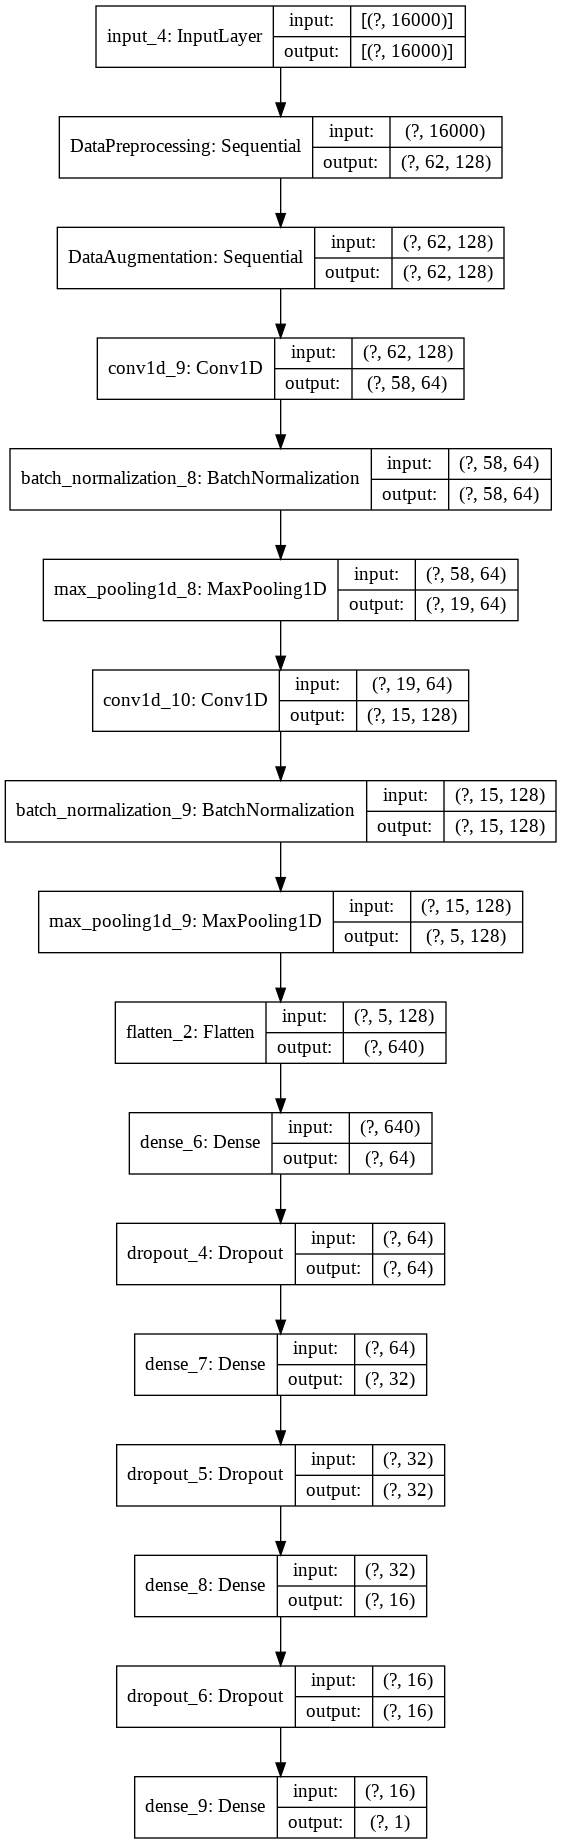 input_4: InputLayer
input: [(?, 16000)]
output: [(?, 16000)]
DataPreprocessing: Sequential
input: (?, 16000)
output: (?, 62, 128)
DataAugmentation: Sequential
input: (?, 62, 128)
output: (?, 62, 128)
conv1d_9: Conv1D
input: (?, 62, 128)
output: (?, 58, 64)
batch_normalization_8: BatchNormalization
input: (?, 58, 64)
output: (?, 58, 64)
max_pooling1d_8: MaxPooling1D
input: (?, 58, 64)
output: (?, 19, 64)
conv1d_10: Conv1D
input: (?, 19, 64)
output: (?, 15, 128)
batch_normalization_9: BatchNormalization
input: (?, 15, 128)
output: (?, 15, 128)
max_pooling1d_9: MaxPooling1D
input: (?, 15, 128)
output: (?, 5, 128)
flatten_2: Flatten
input: (?, 5, 128)
output: (?, 640)
dense_6: Dense
input: (?, 640)
output: (?, 64)
dropout_4: Dropout
input: (?, 64)
output: (?, 64)
dense_7: Dense
input: (?, 64)
output: (?, 32)
dropout_5: Dropout
input: (?, 32)
output: (?, 32)
dense_8: Dense
input: (?, 32)
output: (?, 16)
dropout_6: Dropout
input: (?, 16)
output: (?, 16)
dense_9: Dense
input: (?, 16)
output: (?, 1)